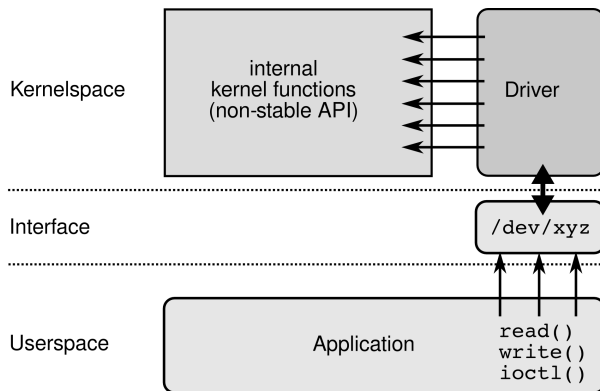 Kernelspace
internal
kernel functions
(non-stable API)
Driver
Interface
/dev/xyz
Userspace
Application
read()
write()
ioctl()